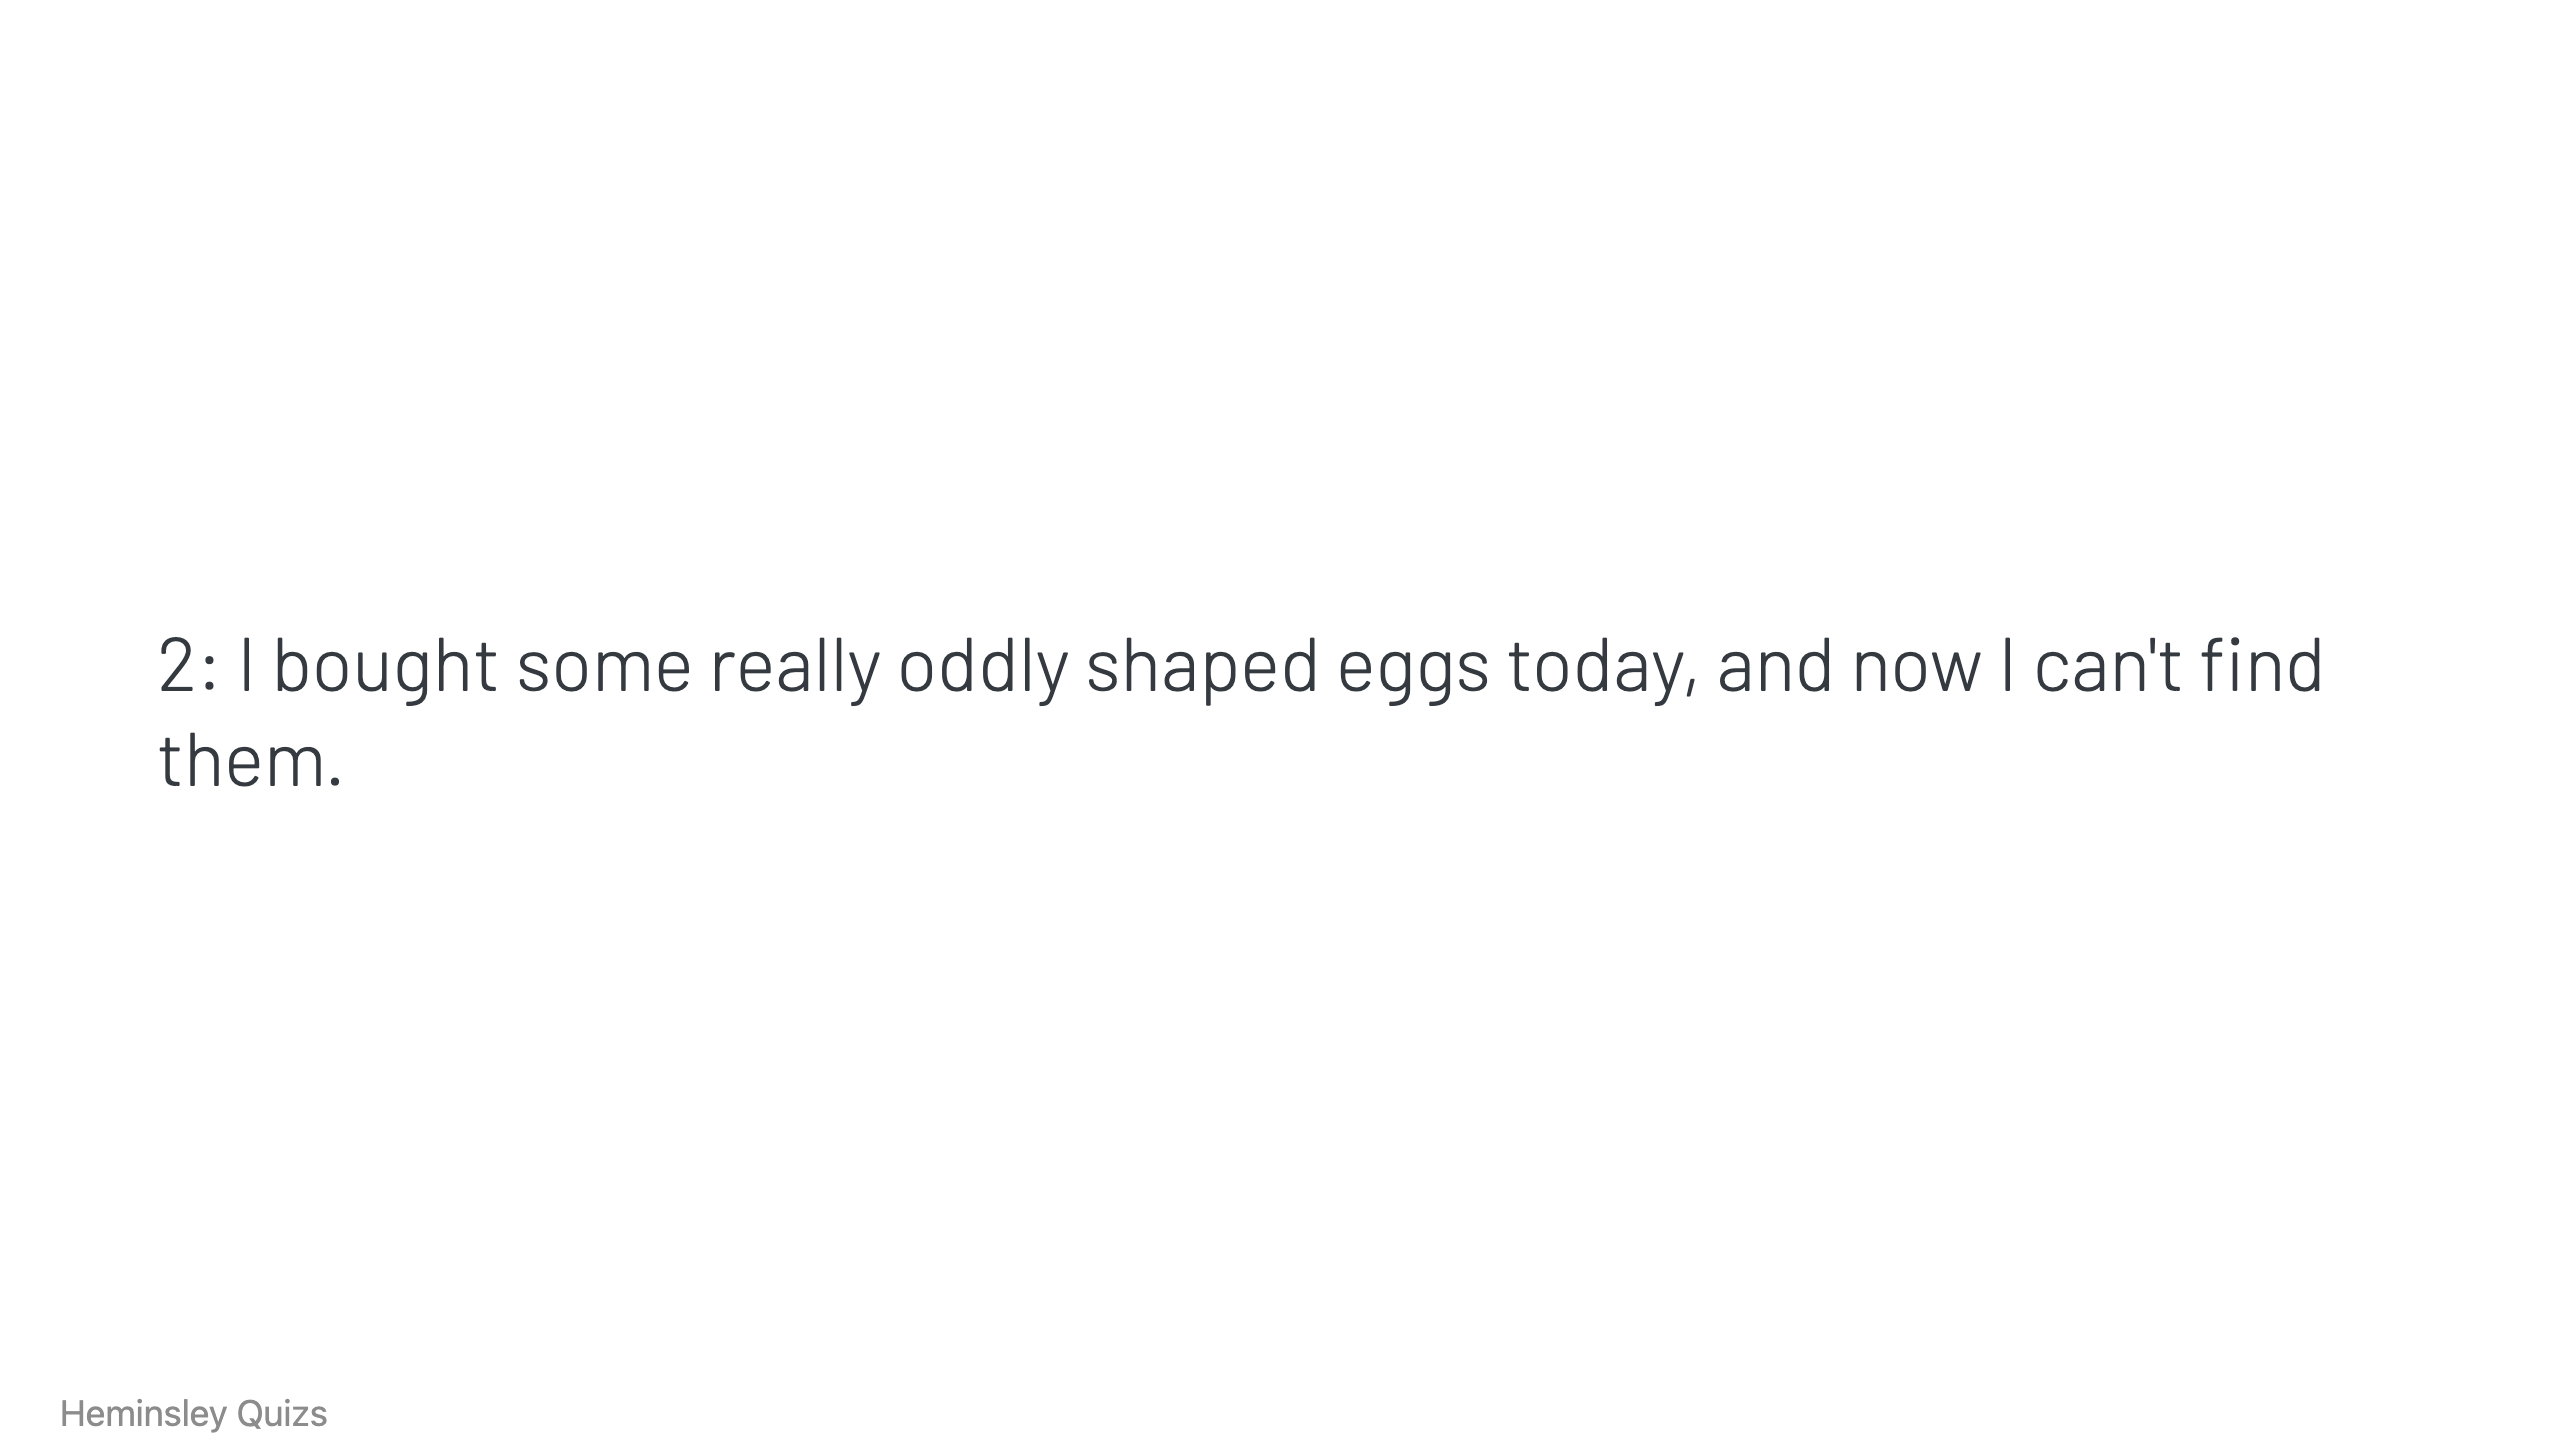 2: I bought some really oddly shaped eggs today, and now I can't find
them.
Heminsley Quizs